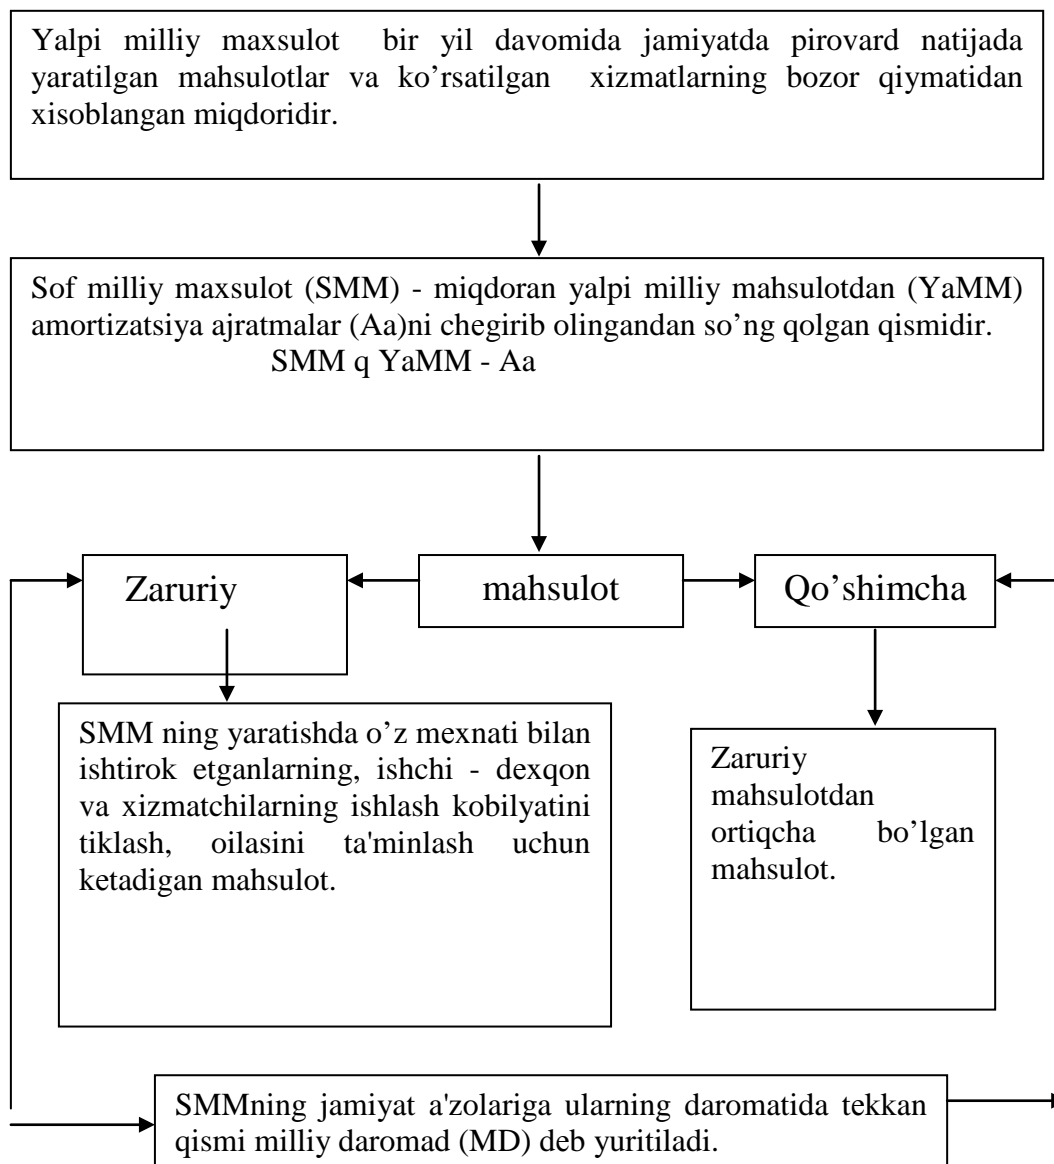 Yalpi milliy maxsulot bir yil davomida jamiyatda pirovard natijada
yaratilgan mahsulotlar va ko’rsatilgan xizmatlarning bozor qiymatidan
xisoblangan miqdoridir.
Sof milliy maxsulot (SMM) - miqdoran yalpi milliy mahsulotdan (YaMM)
amortizatsiya ajratmalar (Aa)ni chegirib olingandan so’ng qolgan qismidir.
SMM q YaMM - Aa
Zaruriy
mahsulot
Qo’shimcha
SMM ning yaratishda o’z mexnati bilan
ishtirok etganlarning, ishchi - dexqon
va xizmatchilarning ishlash kobilyatini
tiklash, oilasini ta'minlash uchun
ketadigan mahsulot.
Zaruriy
mahsulotdan
ortiqcha bo’lgan
mahsulot.
SMMning jamiyat a'zolariga ularning daromatida tekkan
qismi milliy daromad (MD) deb yuritiladi.